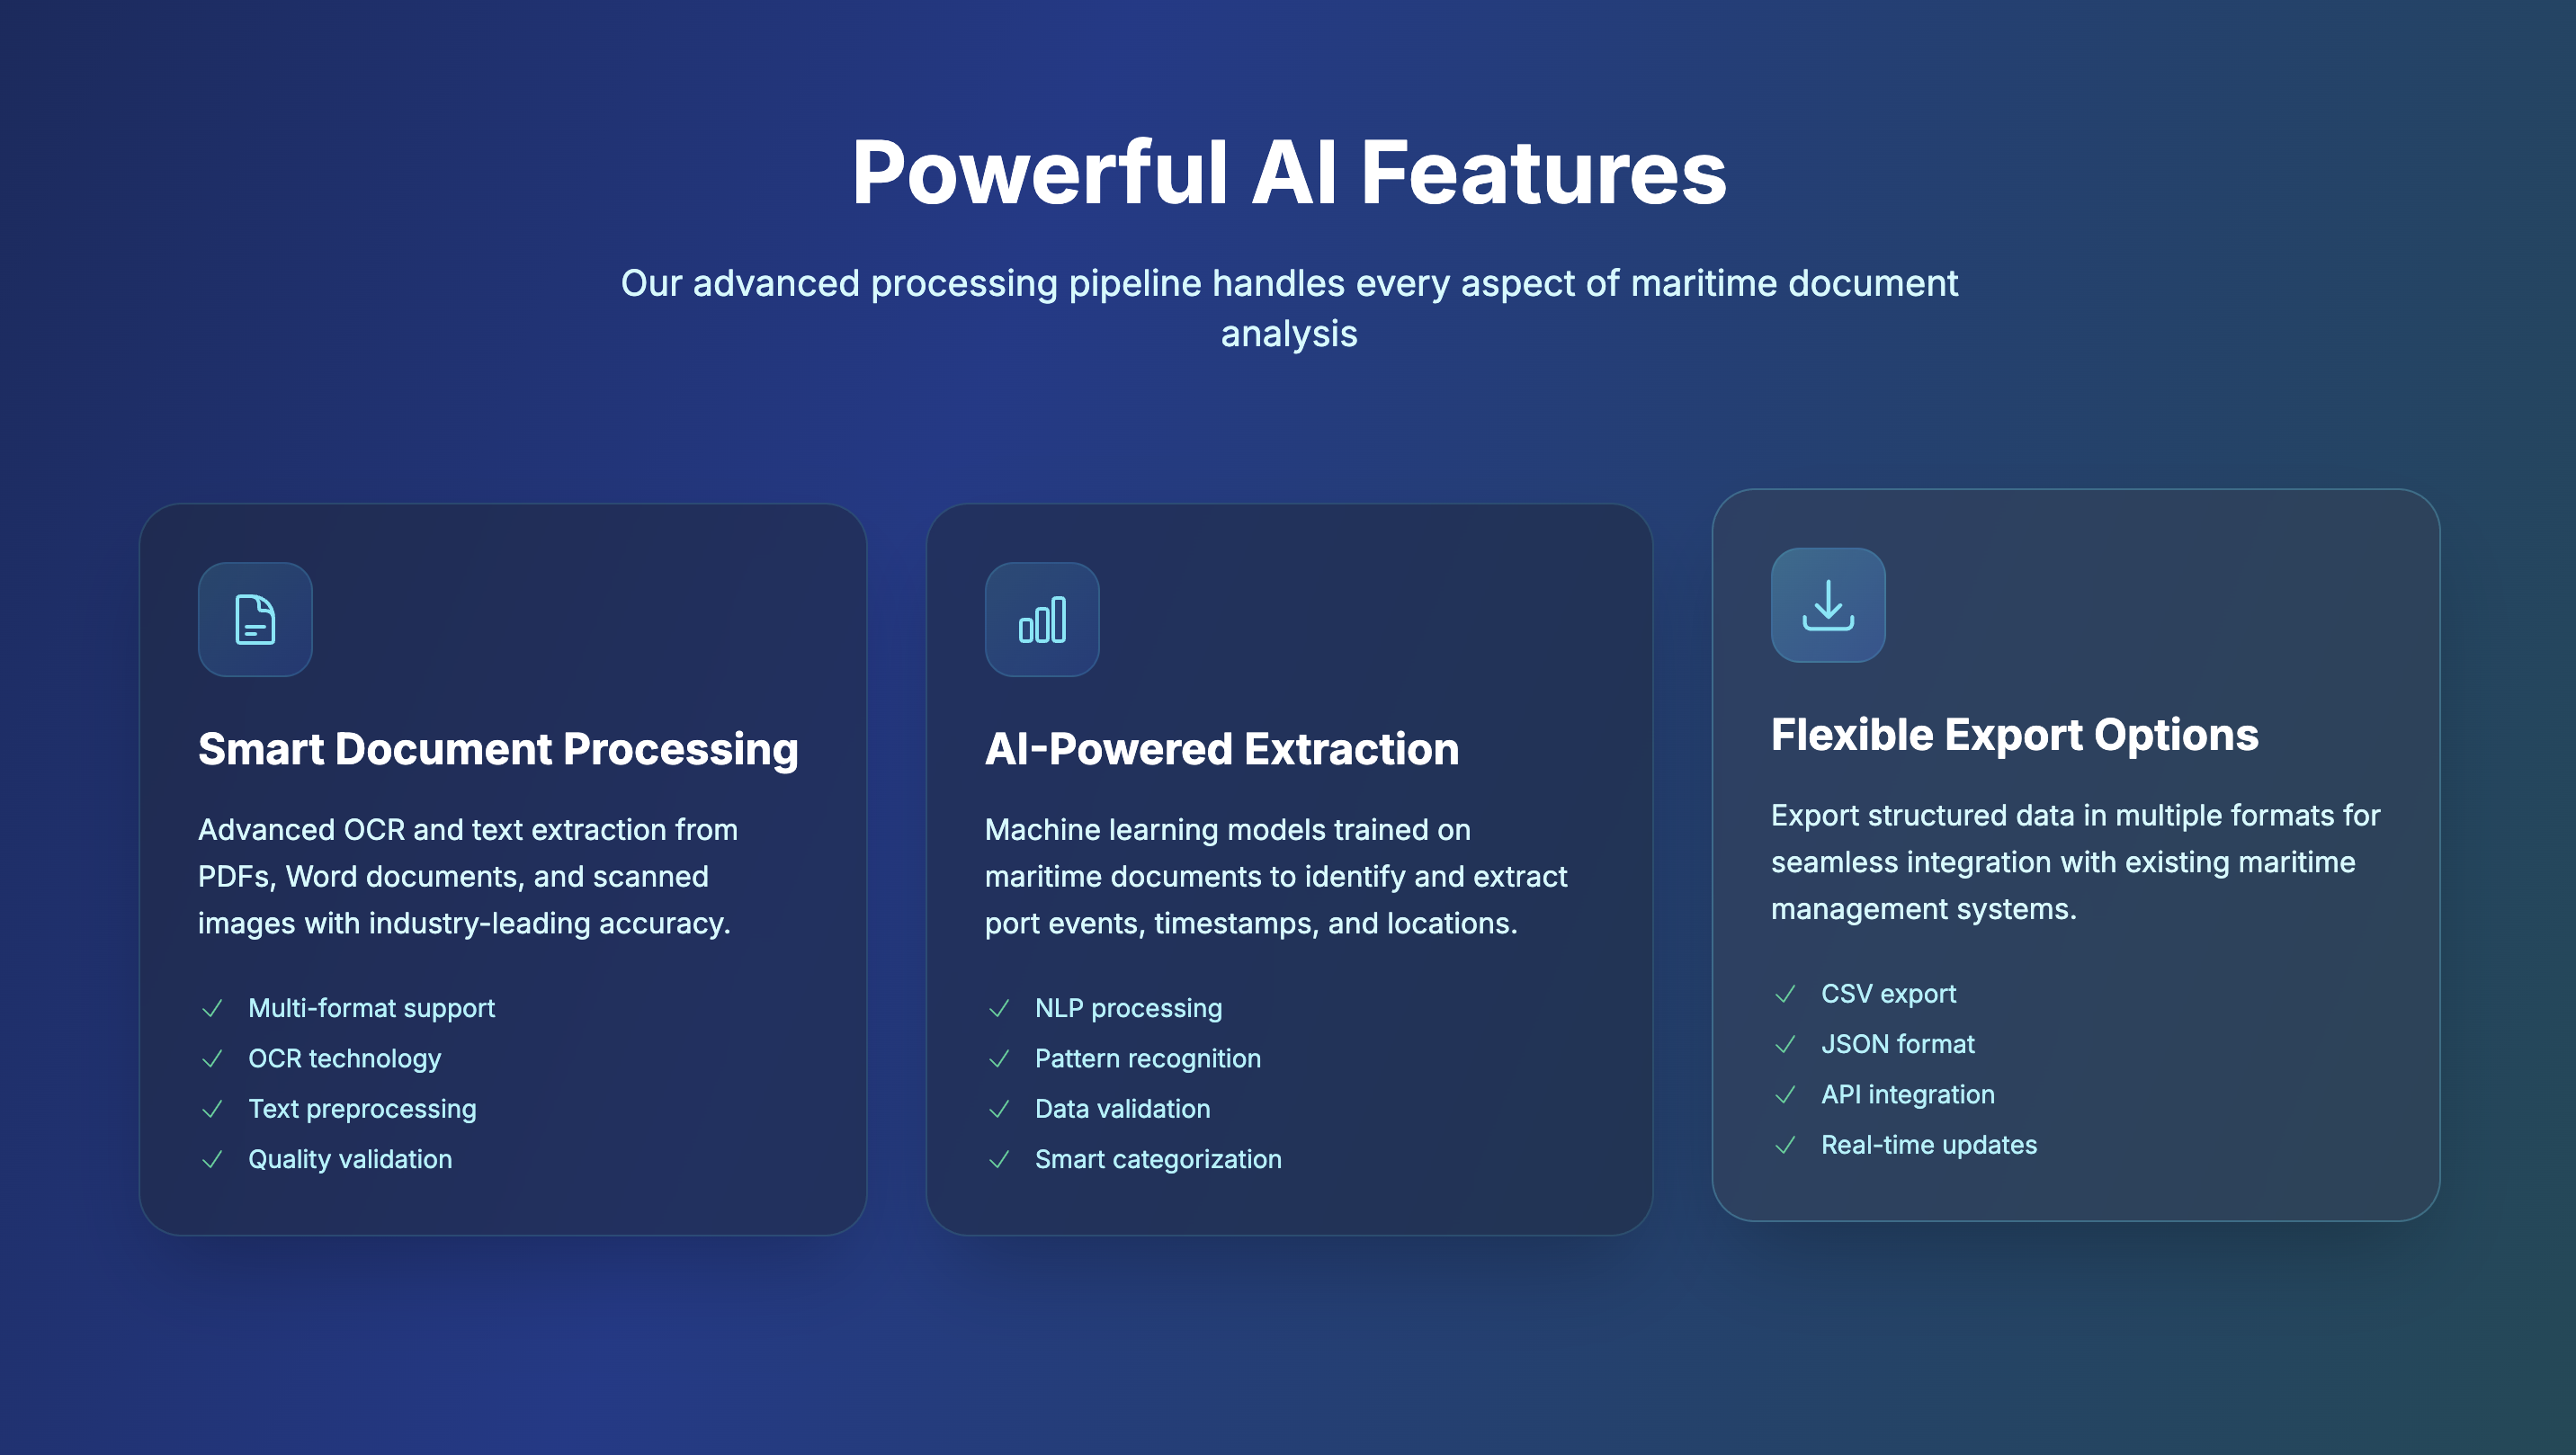 Powerful AI Features
Our advanced processing pipeline handles every aspect of maritime document
analysis
Smart Document Processing
Advanced OCR and text extraction from
PDFs, Word documents, and scanned
images with industry-leading accuracy.
Multi-format support
OCR technology
Text preprocessing
Quality validation
AI-Powered Extraction
Machine learning models trained on
maritime documents to identify and extract
port events, timestamps, and locations.
NLP processing
Pattern recognition
Data validation
Smart categorization
Flexible Export Options
Export structured data in multiple formats for
seamless integration with existing maritime
management systems.
CSV export
JSON format
API integration
Real-time updates